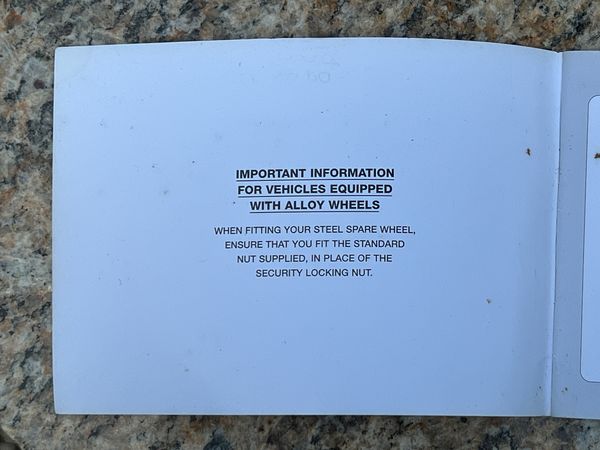 IMPORTANT INFORMATION
FOR VEHICLES EQUIPPED
WITH ALLOY WHEELS
WHEN FITTING YOUR STEEL SPARE WHEEL,
ENSURE THAT YOU FIT THE STANDARD
NUT SUPPLIED, IN PLACE OF THE
SECURITY LOCKING NUT.